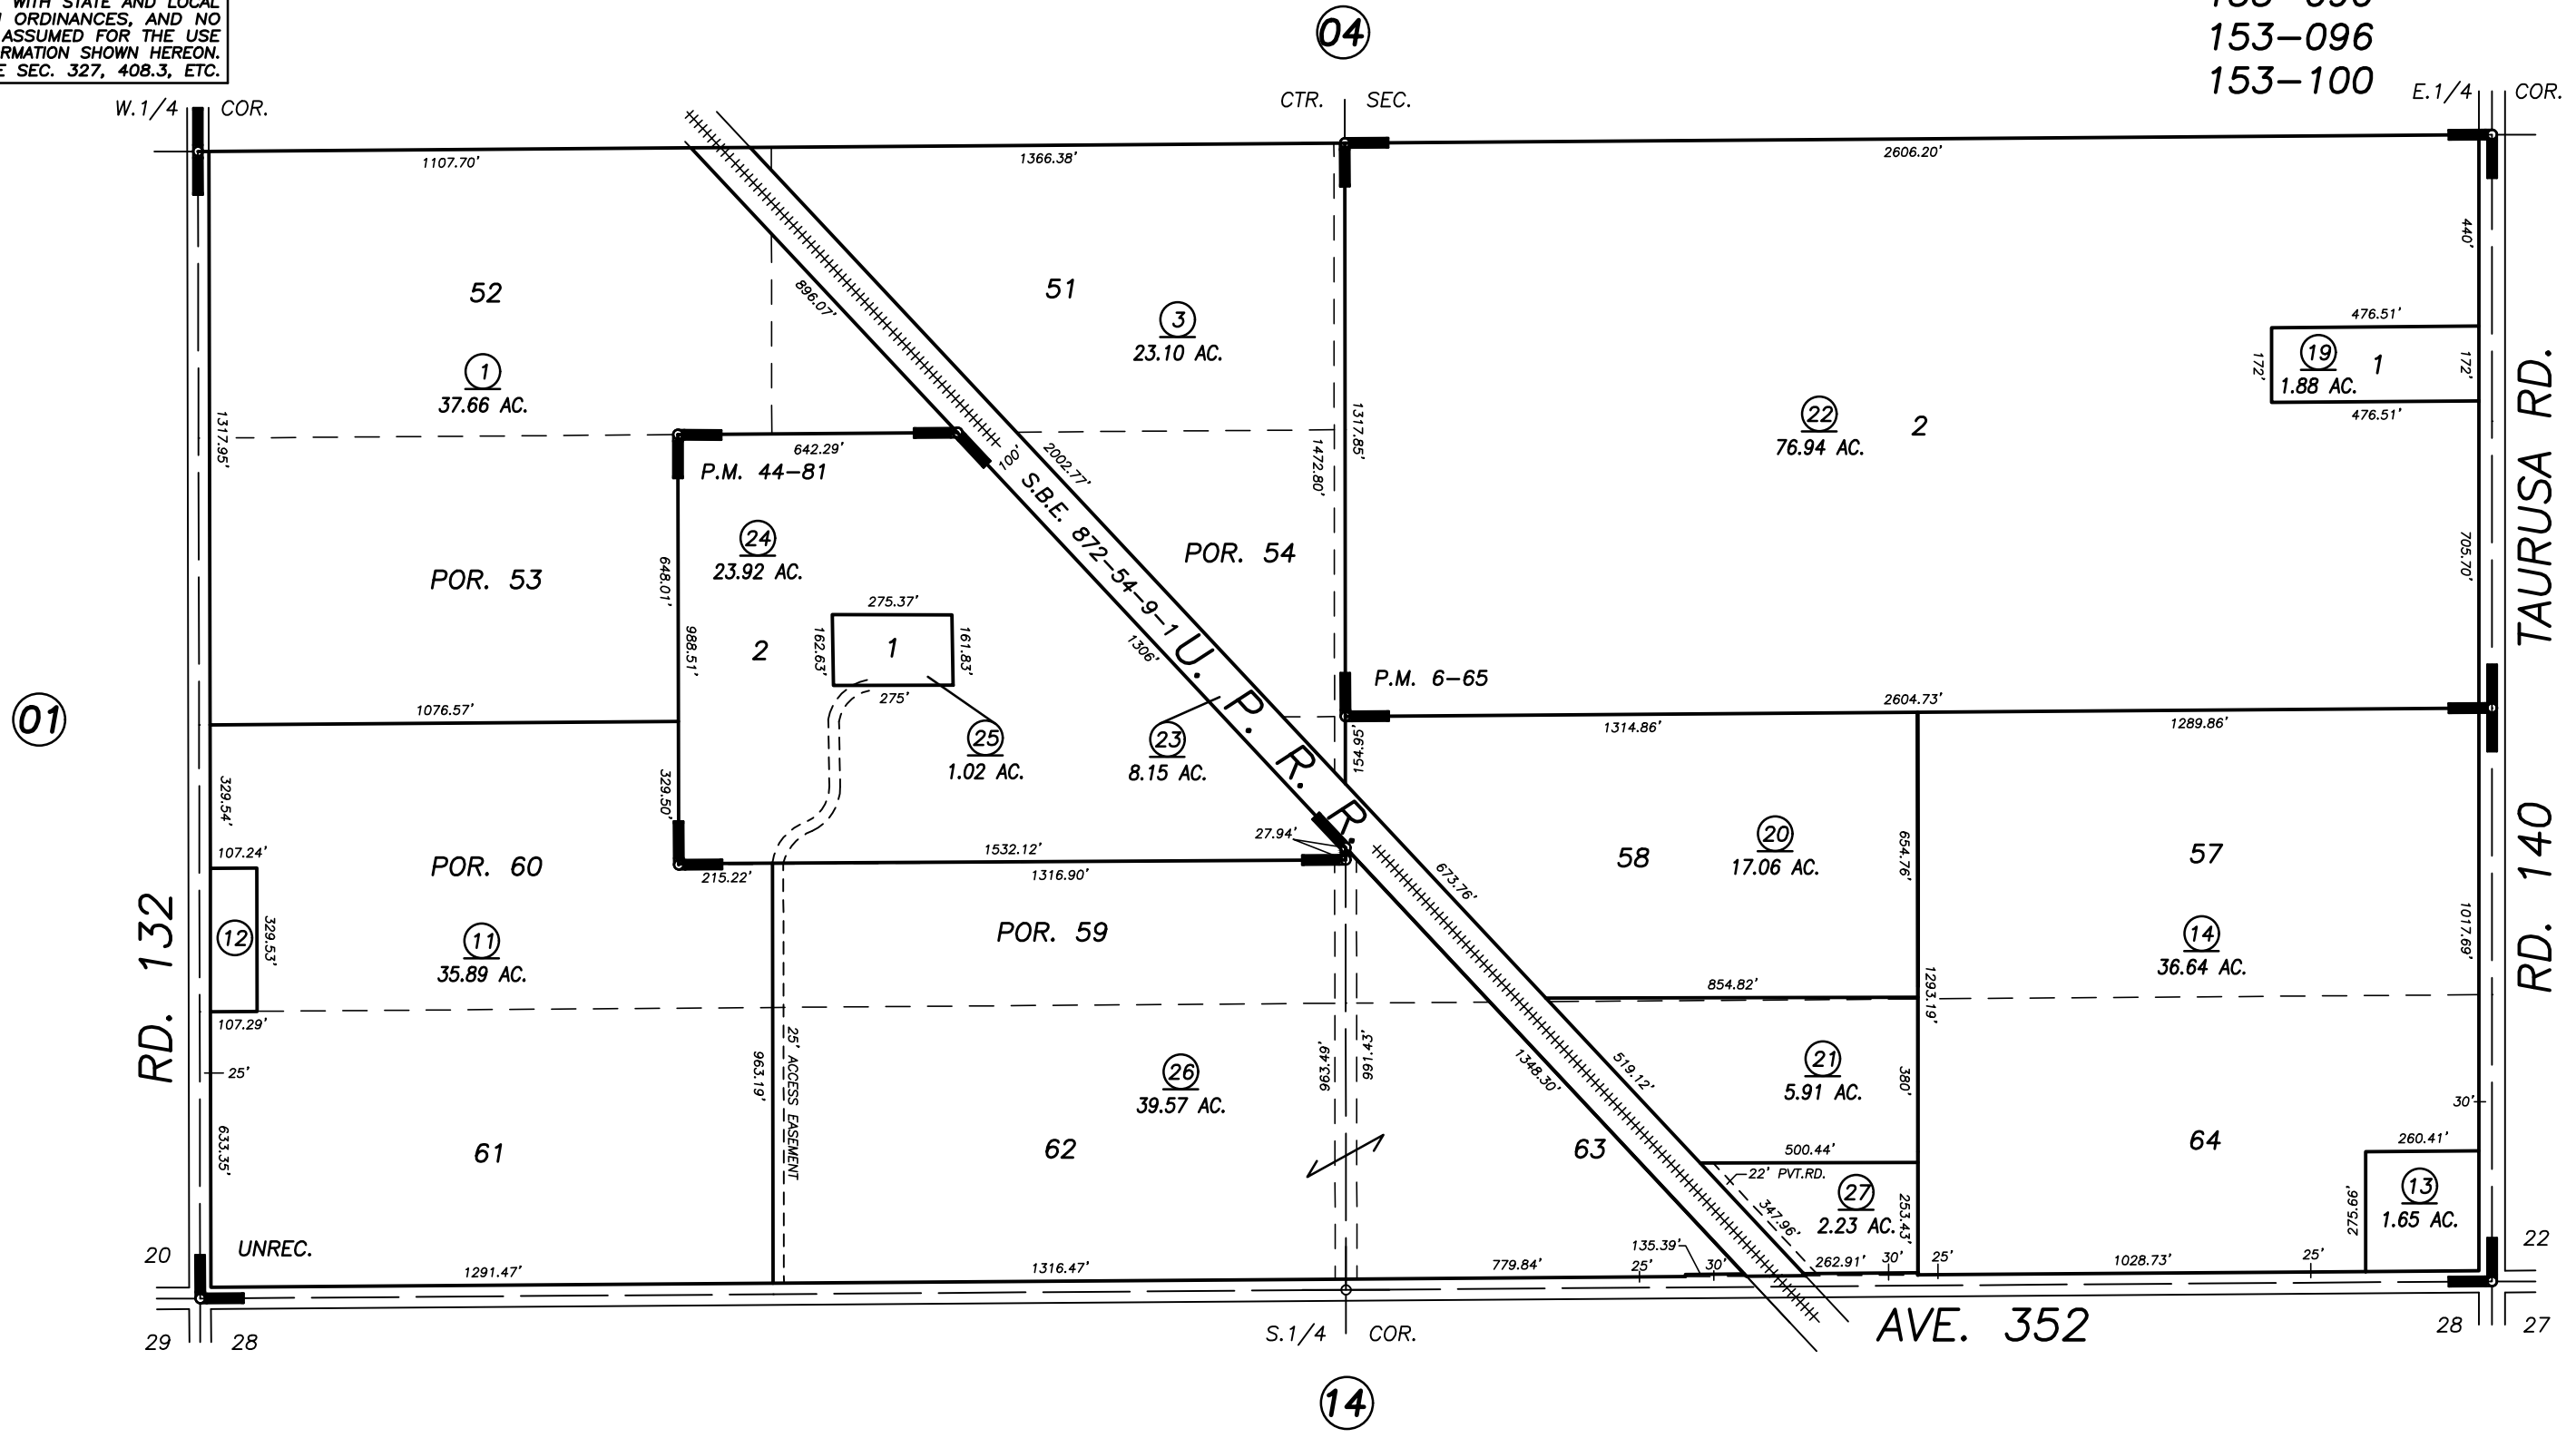 WITH STATE AND LOCAL
ORDINANCES, AND NO
ASSUMED FOR THE USE
SHOWN HEREON.
SEC. 327, 408.3, ETC.
04
153-096
153-100
W.1/4 COR.
CTR. SEC.
E.1/4 COR.
1107.70'
1366.38'
2606.20'
440'
52
896.07'
51
3
23.10 AC.
476.51'
1
37.66 AC.
172'
19
1
1.88 AC.
172'
476.51'
22
76.94 AC.
2
TAURUSA RD.
1317.95'
642.29'
100'
2002.77'
1472.80'
1317.85'
P.M. 44-81
S.B.E. 872-54-9-1
24
23.92 AC.
POR. 53
648.01'
POR. 54
705.70'
275.37'
988.51'
2
162.63'
1
161.83'
1306'
U. P. R. R.
275'
P.M. 6-65
01
1076.57'
2604.73'
1314.86'
1289.86'
25
1.02 AC.
23
8.15 AC.
154.95'
329.54'
329.50'
27.94'
107.24'
POR. 60
1532.12'
215.22'
1316.90'
58
20
17.06 AC.
654.76'
57
673.76'
RD. 132
12
329.53'
11
35.89 AC.
POR. 59
14
36.64 AC.
1017.69'
RD. 140
854.82'
1293.19'
107.29'
25'
963.19'
25' ACCESS EASEMENT
26
39.57 AC.
963.49'
991.43'
1348.30'
519.12'
21
5.91 AC.
380'
30'
633.35'
61
62
63
500.44'
64
260.41'
22' PVT.RD.
347.96'
27
2.23 AC.
253.43'
275.66'
13
1.65 AC.
20
UNREC.
22
1291.47'
1316.47'
779.84'
25'
135.39'
30'
262.91'
30'
25'
1028.73'
25'
29
28
S.1/4 COR.
AVE. 352
28
27
14